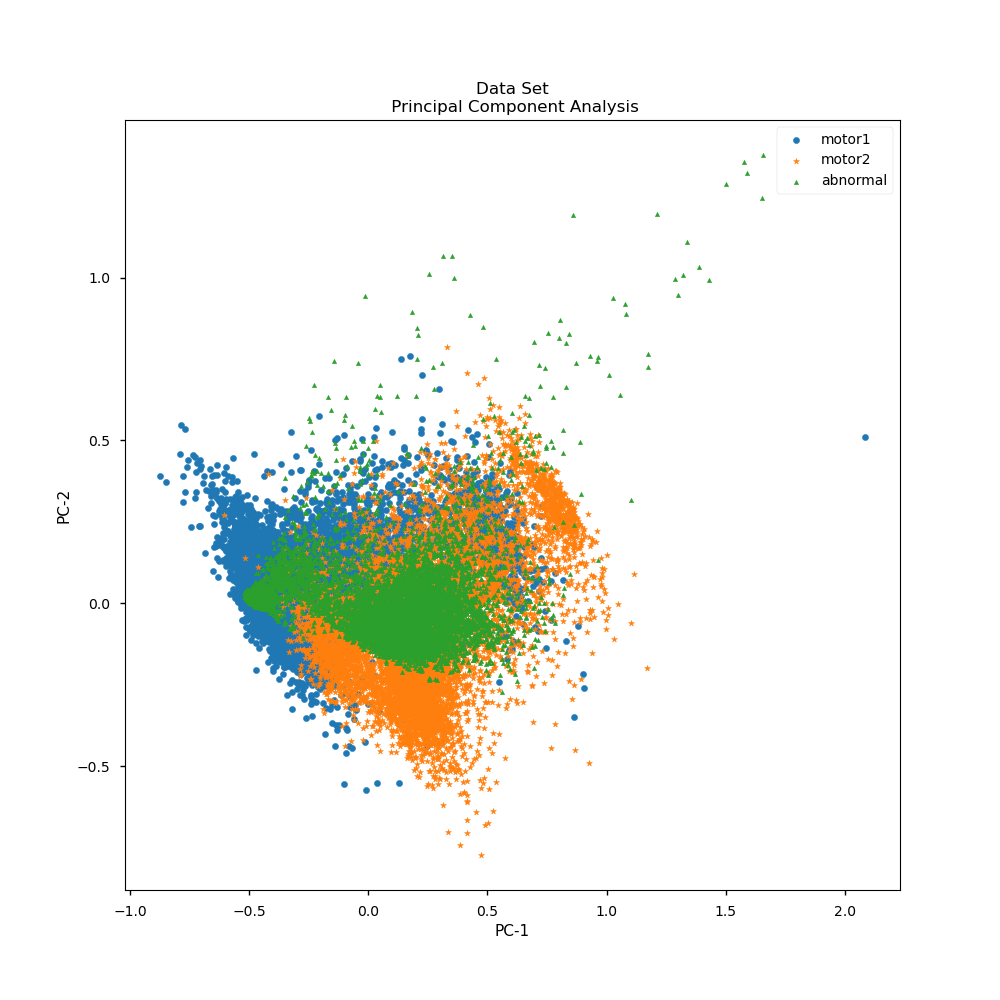 Data Set
Principal Component Analysis
motor1
motor2
abnormal
1.0
0.5
0.0
−0.5
PC-2
−1.0
−0.5
0.0
0.5
1.0
1.5
2.0
PC-1